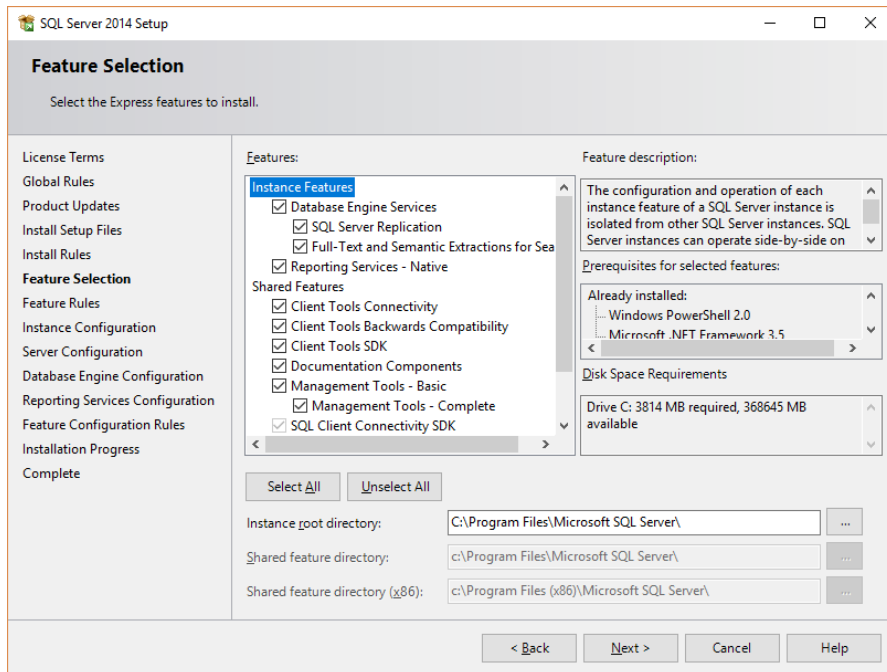 SQL Server 2014 Setup
Feature Selection
Select the Express features to install.
License Terms
Global Rules
Product Updates
Install Setup Files
Install Rules
Feature Selection
Feature Rules
Instance Configuration
Server Configuration
Database Engine Configuration
Reporting Services Configuration
Feature Configuration Rules
Installation Progress
Complete
Features:
Instance Features
Database Engine Services
SQL Server Replication
Full-Text and Semantic Extractions for Sea
Reporting Services - Native
Shared Features
Client Tools Connectivity
Client Tools Backwards Compatibility
Client Tools SDK
Documentation Components
Management Tools - Basic
Management Tools - Complete
SQL Client Connectivity SDK
Feature description:
The configuration and operation of each
instance feature of a SQL Server instance is
isolated from other SQL Server instances. SQL
Server instances can operate side-by-side on
Prerequisites for selected features:
Already installed:
Windows PowerShell 2.0
Microsoft .NET Framework 3.5
Disk Space Requirements
Drive C: 3814 MB required, 368645 MB
available
Select All
Unselect All
Instance root directory:
C:\Program Files\Microsoft SQL Server\
...
Shared feature directory:
c:\Program Files\Microsoft SQL Server\
...
Shared feature directory (x86):
c:\Program Files (x86)\Microsoft SQL Server\
...
< Back
Next >
Cancel
Help